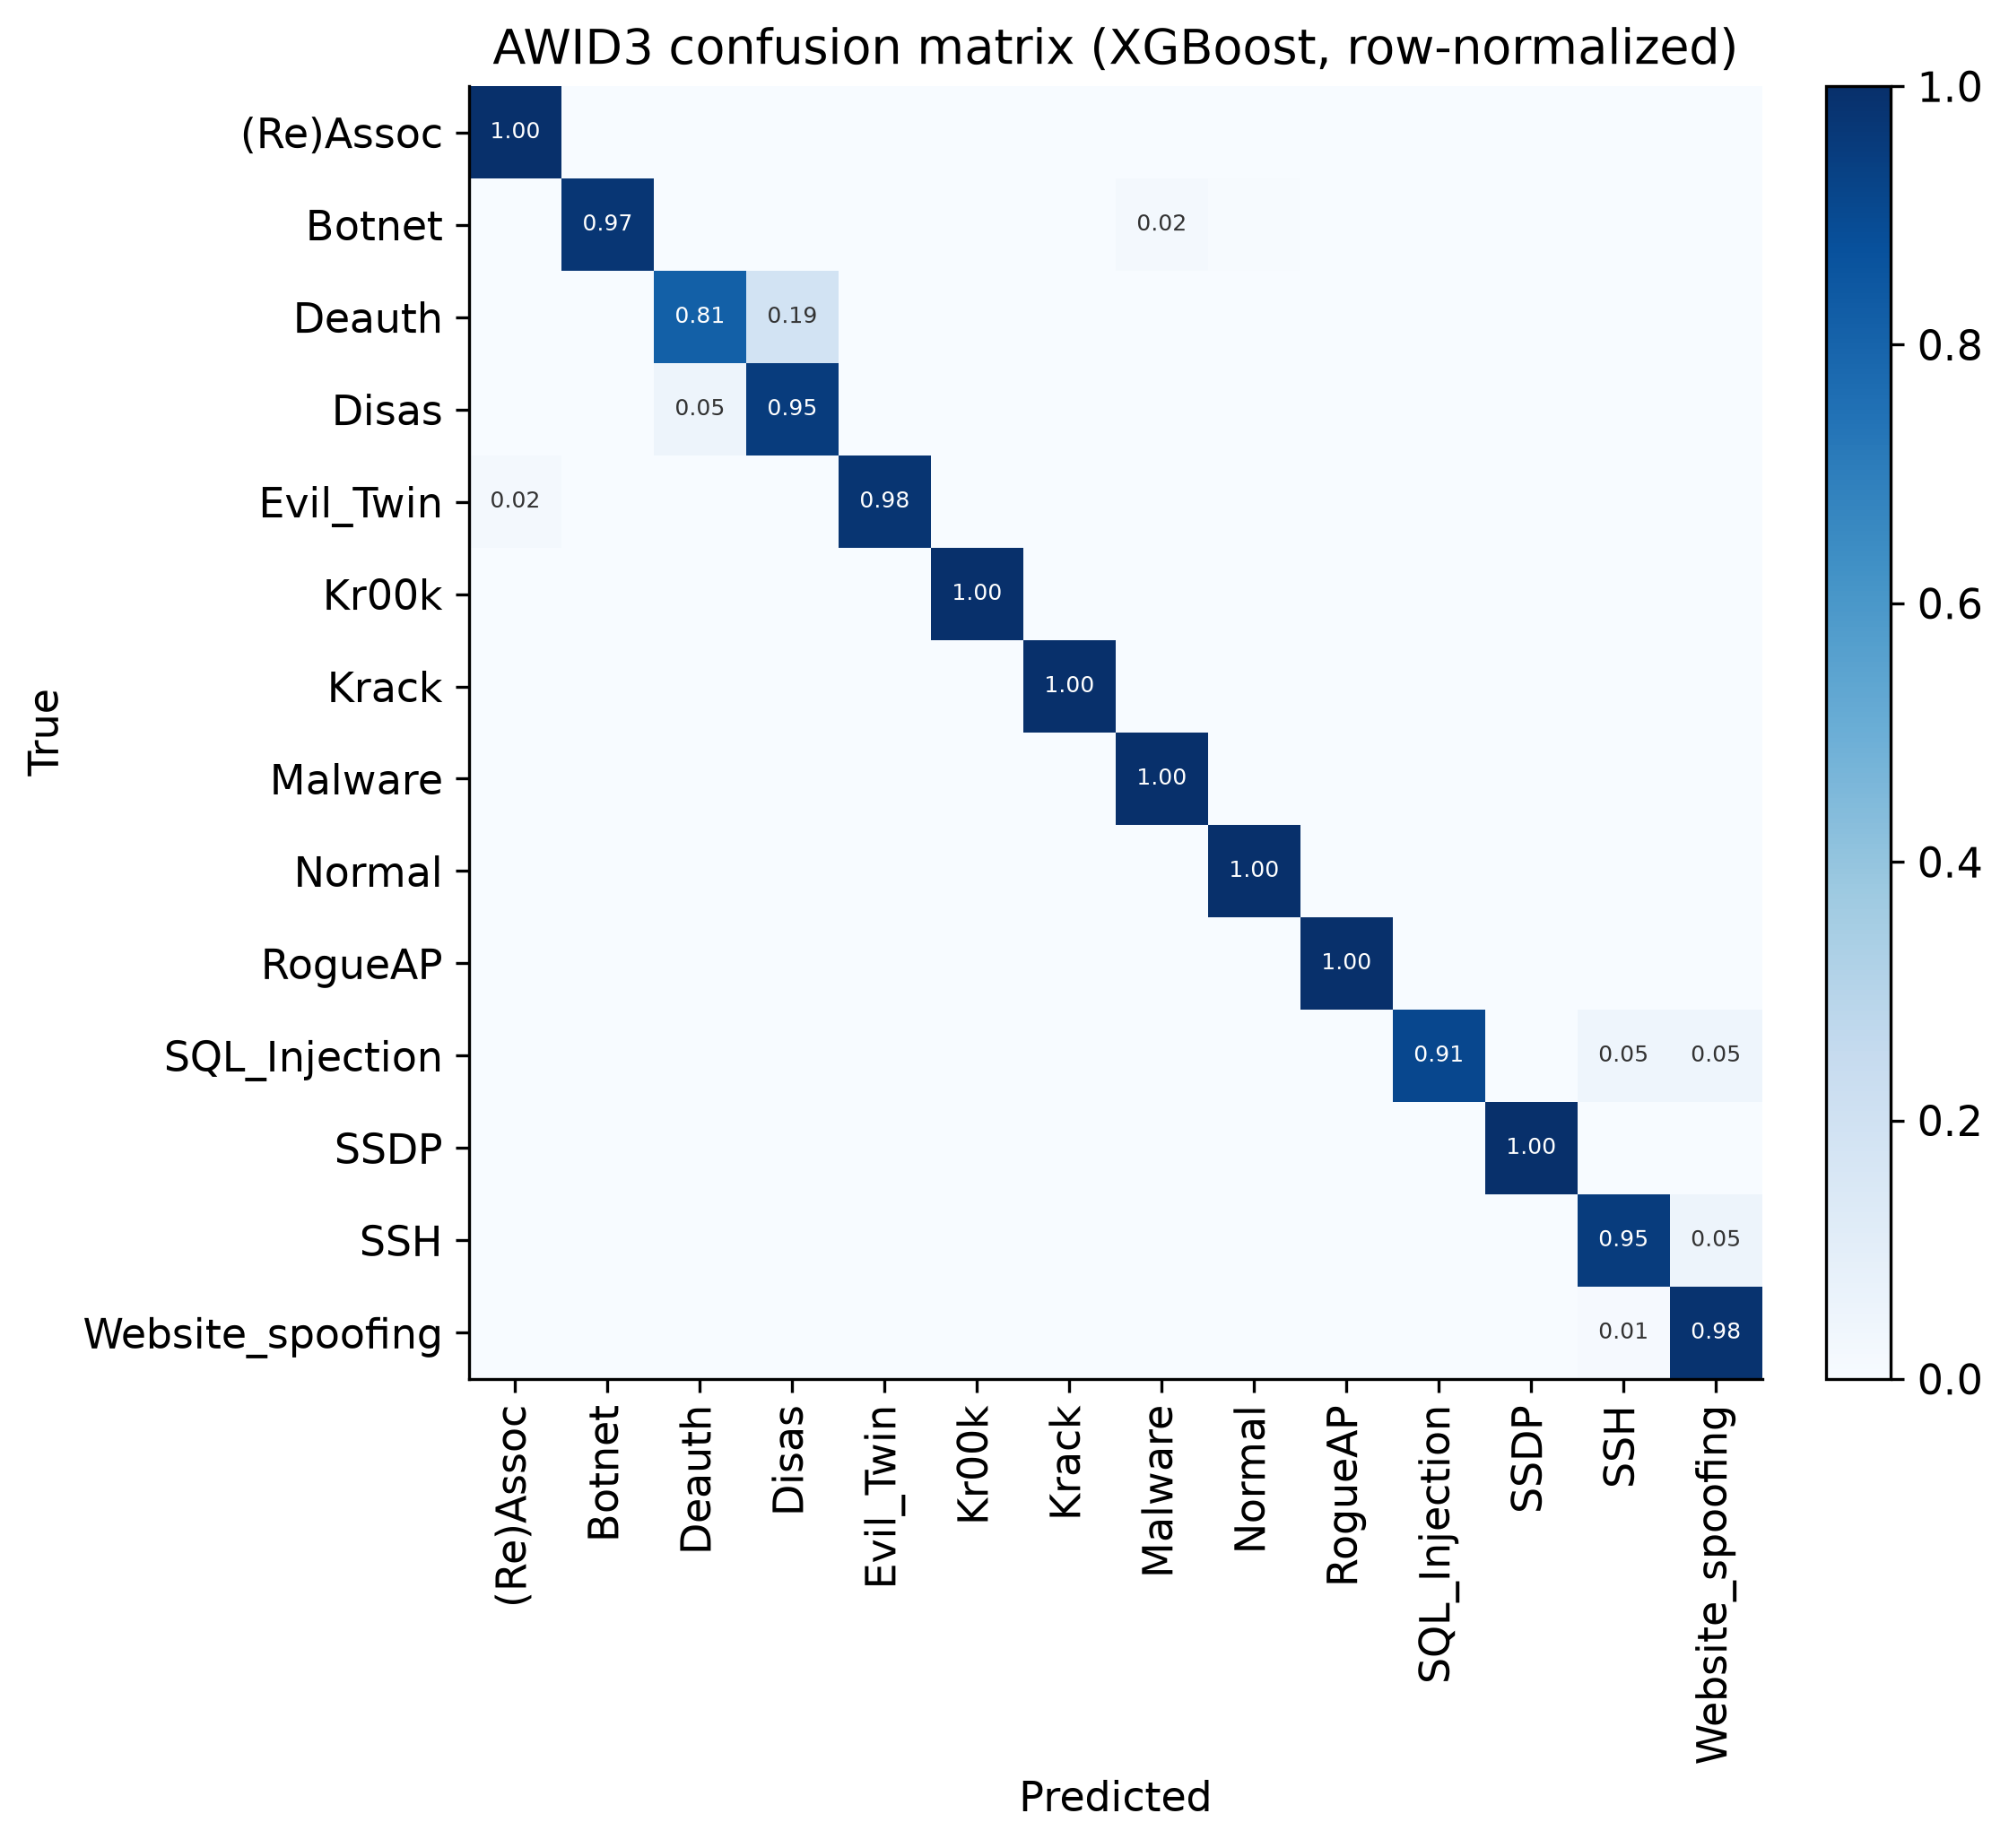 AWID3 confusion matrix (XGBoost, row-normalized)
(Re)Assoc 1.00
Botnet 0.97 0.02
Deauth 0.81 0.19
Disas 0.05 0.95
Evil_Twin 0.02 0.98
Kr00k 1.00
Krack 1.00
Malware 1.00
Normal 1.00
RogueAP 1.00
SQL_Injection 0.91 0.05 0.05
SSDP 1.00
SSH 0.95 0.05
Website_spoofing 0.01 0.98
True
(Re)Assoc
Botnet
Deauth
Disas
Evil_Twin
Kr00k
Krack
Malware
Normal
RogueAP
SQL_Injection
SSDP
SSH
Website_spoofing
Predicted
1.0
0.8
0.6
0.4
0.2
0.0